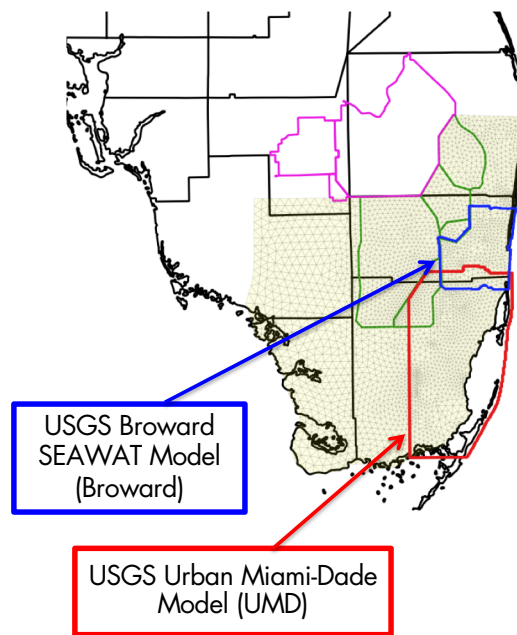 USGS Broward
SEAWAT Model
(Broward)
USGS Urban Miami-Dade
Model (UMD)